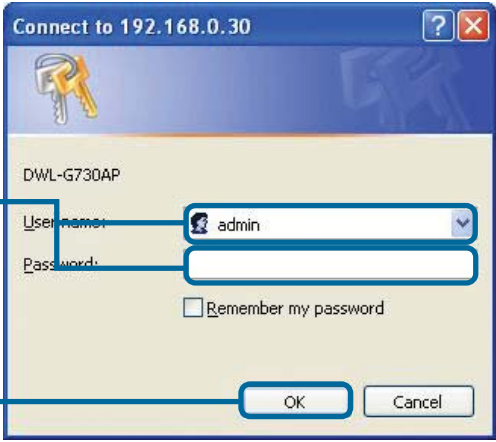 Connect to 192.168.0.30
DWL-G730AP
User name:
admin
Password:
Remember my password
OK
Cancel